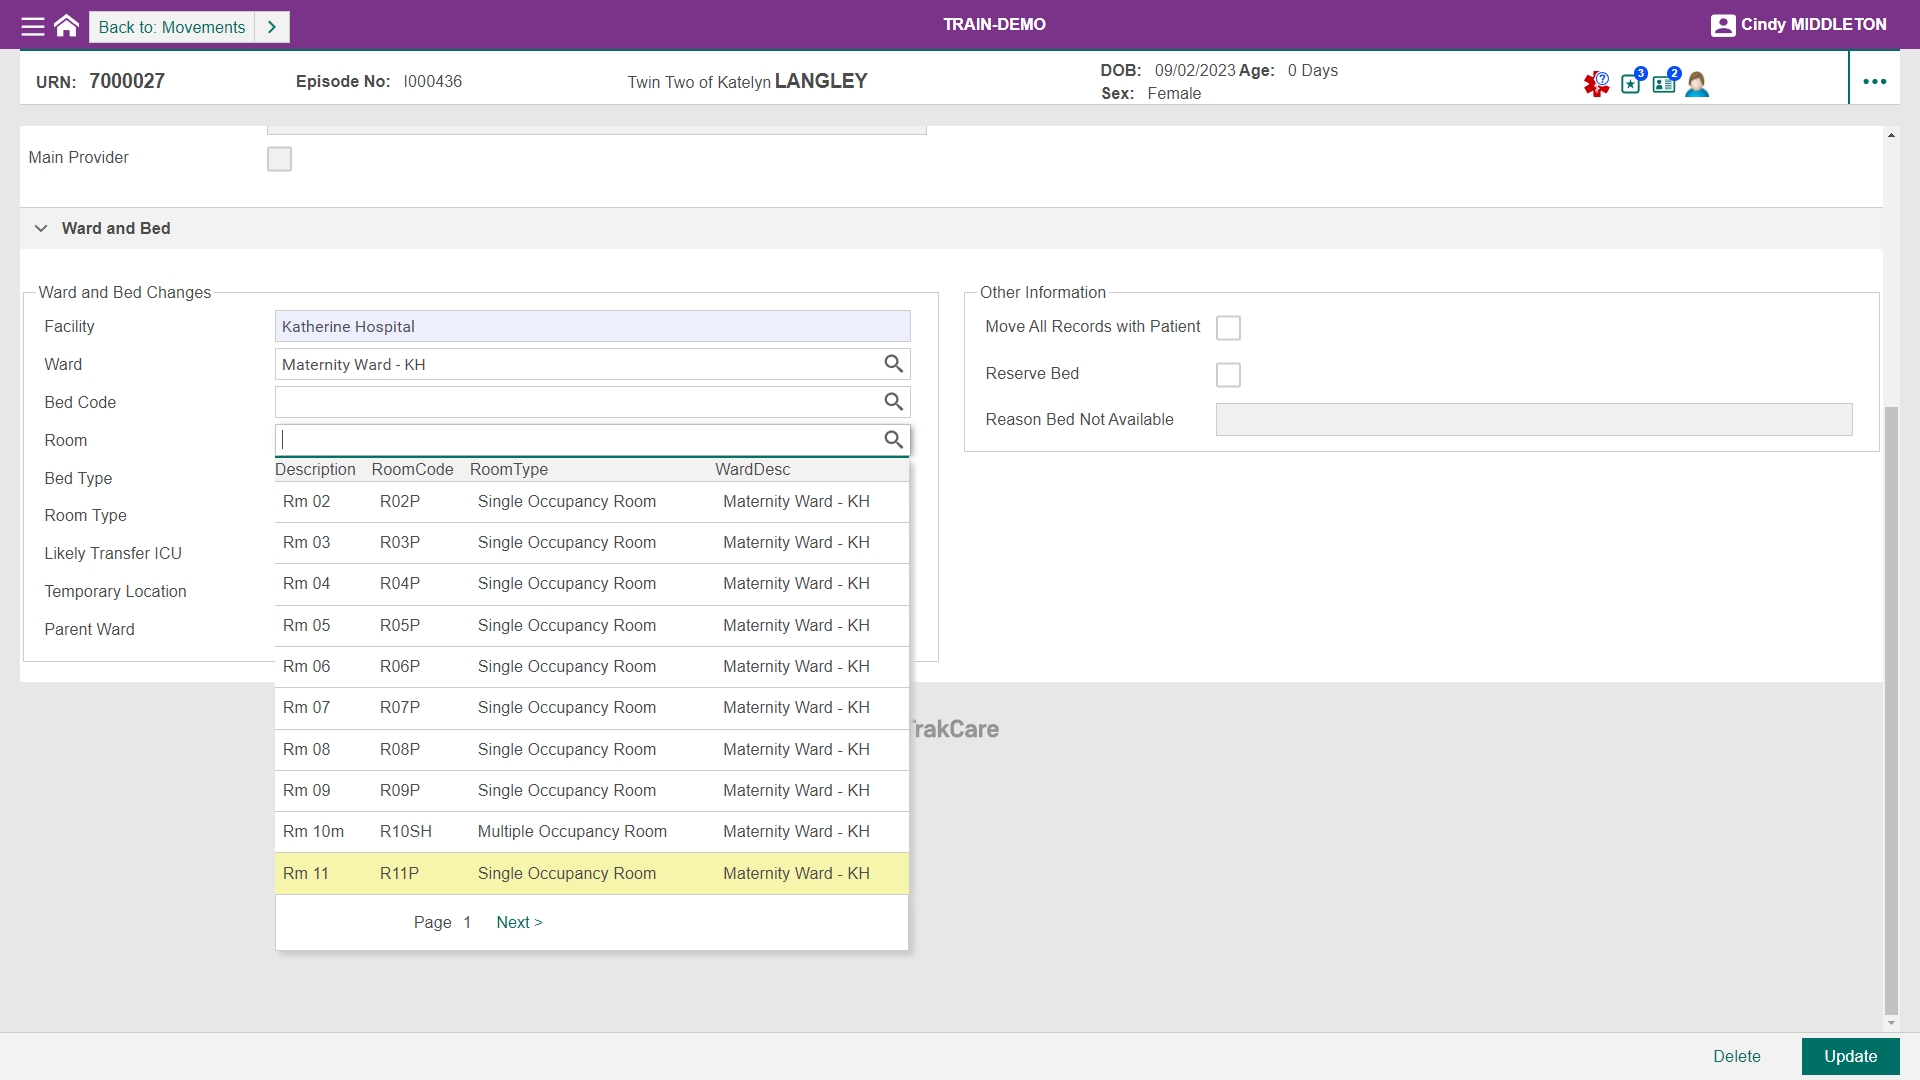 Back to: Movements
TRAIN-DEMO
Cindy MIDDLETON
URN: 7000027
Episode No: I000436
Twin Two of Katelyn LANGLEY
DOB: 09/02/2023 Age: 0 Days
Sex: Female
3
2
Main Provider
Ward and Bed
Ward and Bed Changes
Facility
Katherine Hospital
Ward
Maternity Ward - KH
Bed Code
Room
Bed Type
Room Type
Likely Transfer ICU
Temporary Location
Parent Ward
Description RoomCode RoomType WardDesc
Rm 02 R02P Single Occupancy Room Maternity Ward - KH
Rm 03 R03P Single Occupancy Room Maternity Ward - KH
Rm 04 R04P Single Occupancy Room Maternity Ward - KH
Rm 05 R05P Single Occupancy Room Maternity Ward - KH
Rm 06 R06P Single Occupancy Room Maternity Ward - KH
Rm 07 R07P Single Occupancy Room Maternity Ward - KH
Rm 08 R08P Single Occupancy Room Maternity Ward - KH
Rm 09 R09P Single Occupancy Room Maternity Ward - KH
Rm 10m R10SH Multiple Occupancy Room Maternity Ward - KH
Rm 11 R11P Single Occupancy Room Maternity Ward - KH
Page 1 Next >
Other Information
Move All Records with Patient
Reserve Bed
Reason Bed Not Available
rakCare
Delete
Update